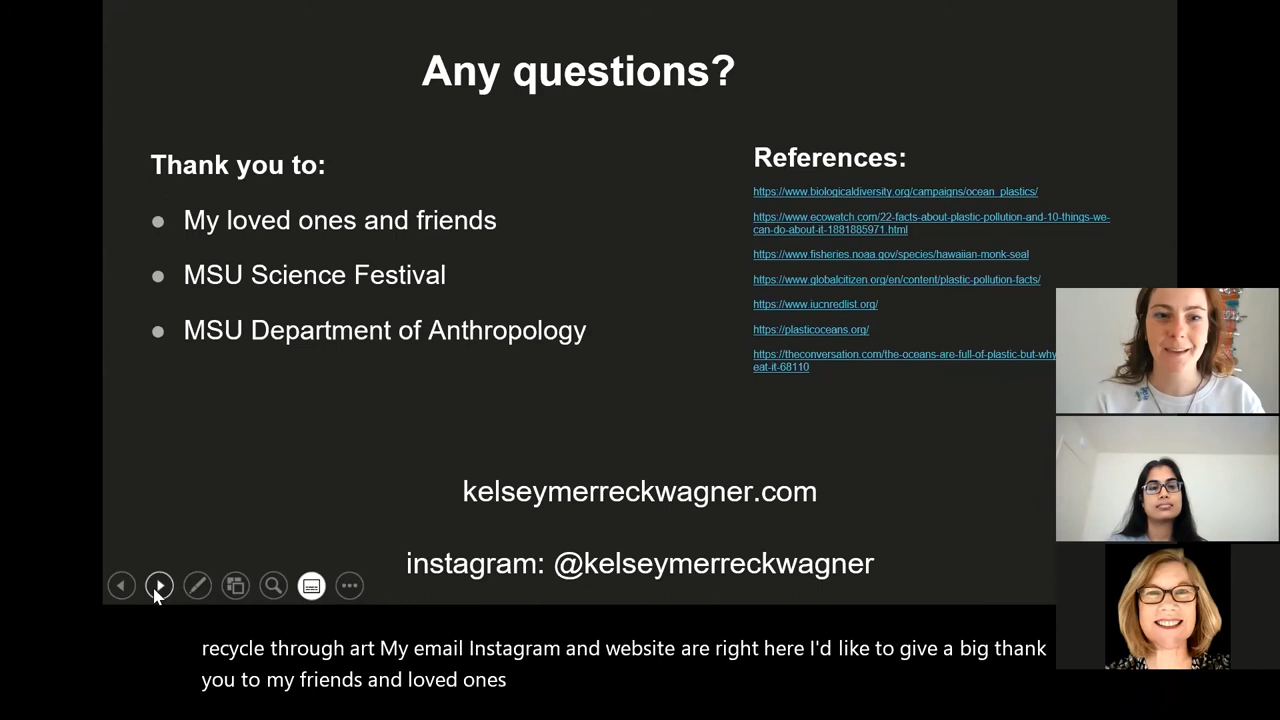 Any questions?
Thank you to:
My loved ones and friends
MSU Science Festival
MSU Department of Anthropology
References:
https://www.biologicaldiversity.org/campaigns/ocean_plastics/
https://www.ecowatch.com/22-facts-about-plastic-pollution-and-10-things-we-
can-do-about-it-1881885971.html
https://www.fisheries.noaa.gov/species/hawaiian-monk-seal
https://www.globalcitizen.org/en/content/plastic-pollution-facts/
https://www.iucnredlist.org/
https://plasticoceans.org/
https://theconversation.com/the-oceans-are-full-of-plastic-but-why
eat-it-68110
kelseymerreckwagner.com
instagram: @kelseymerreckwagner
recycle through art My email Instagram and website are right here I'd like to give a big thank
you to my friends and loved ones